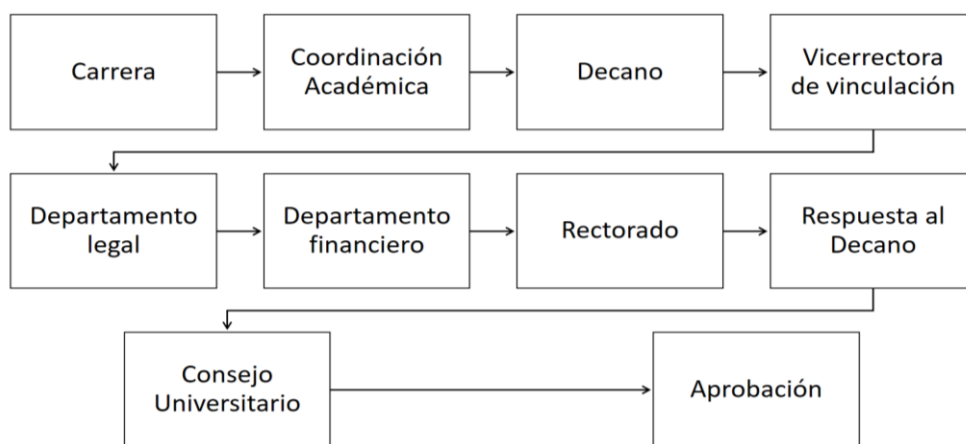 Carrera
Coordinación
Académica
Decano
Vicerrectora
de vinculación
Departamento
legal
Departamento
financiero
Rectorado
Respuesta al
Decano
Consejo
Universitario
Aprobación